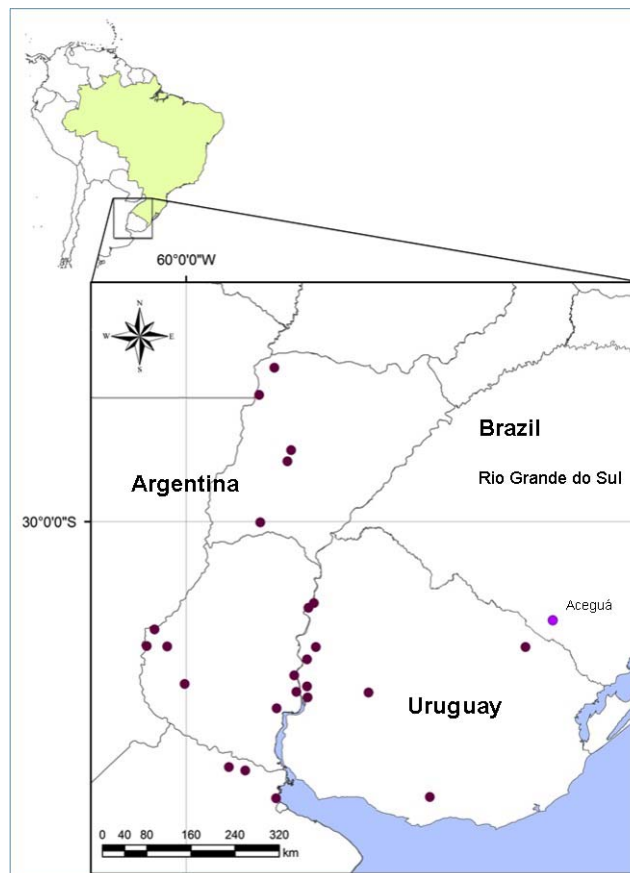 60°0'0"W
N
W E
S
Brazil
Argentina
Rio Grande do Sul
30°0'0"S
Aceguá
Uruguay
0 40 80 160 240 320
km